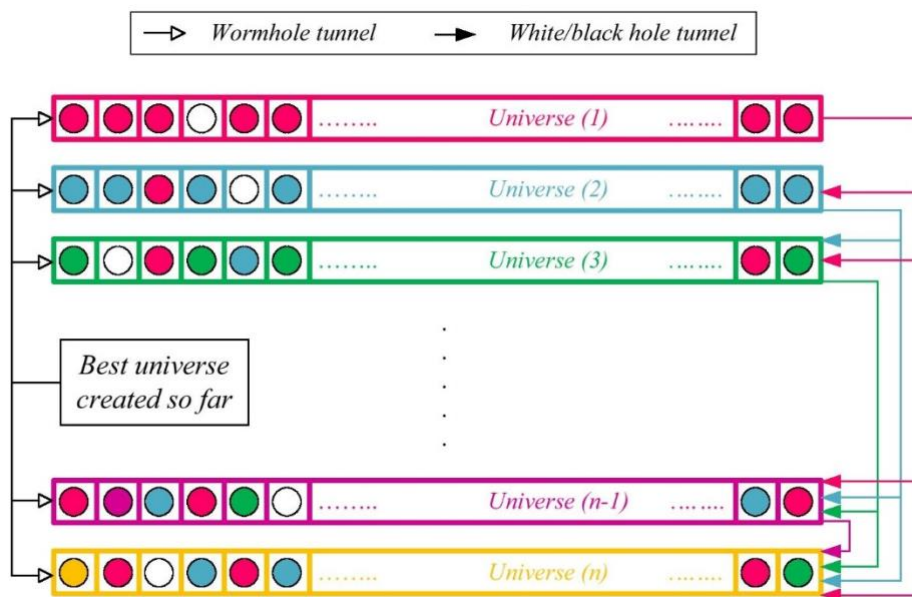 Wormhole tunnel White/black hole tunnel
........ Universe (1) ........
........ Universe (2) ........
........ Universe (3) ........
Best universe
created so far
........ Universe (n-1) ........
........ Universe (n) ........